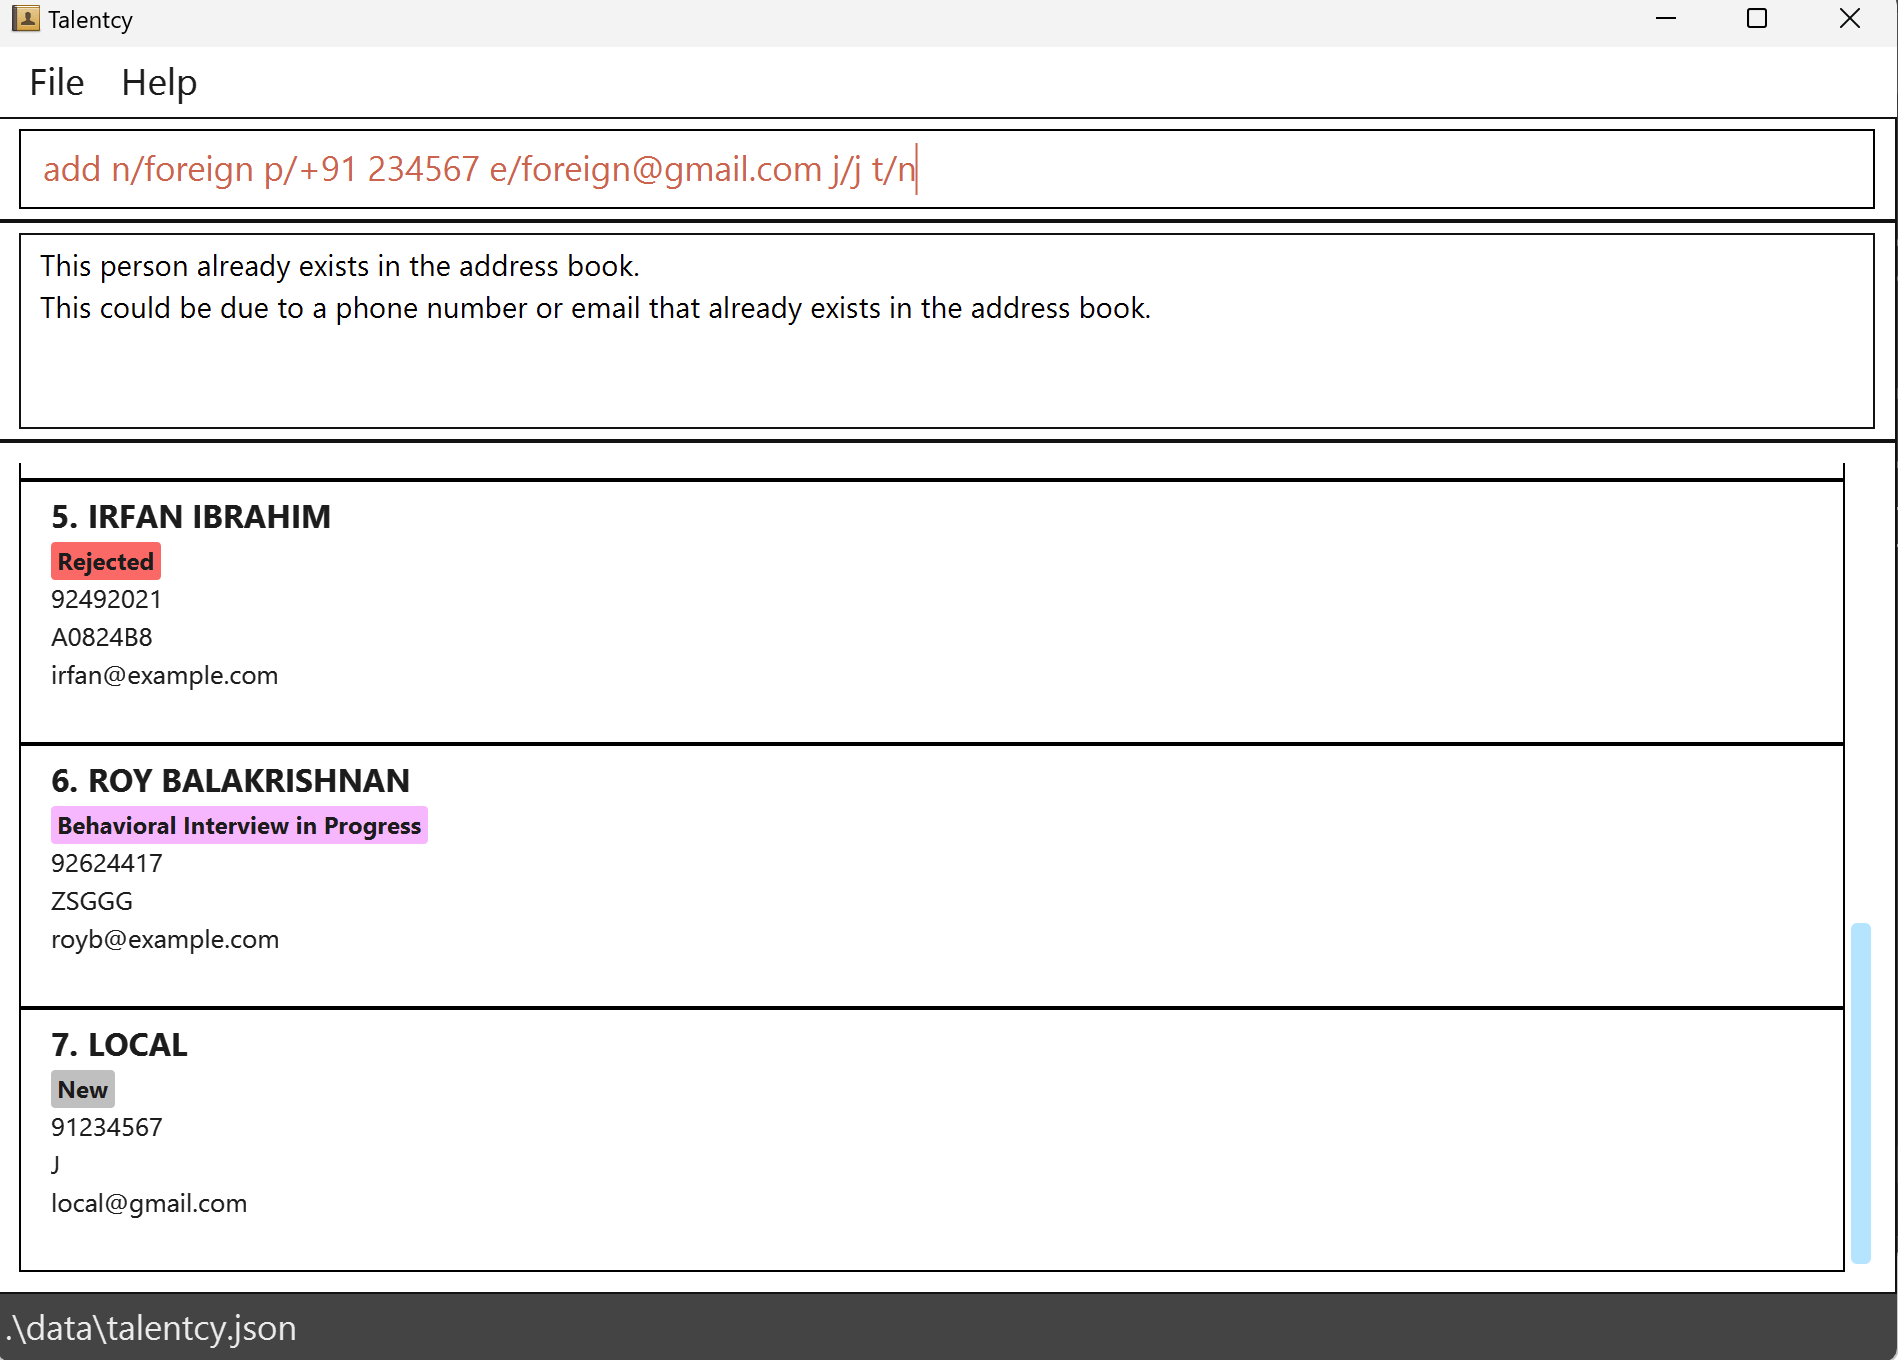 Talentcy
File Help
add n/foreign p/+91 234567 e/foreign@gmail.com j/j t/n
This person already exists in the address book.
This could be due to a phone number or email that already exists in the address book.
5. IRFAN IBRAHIM
Rejected
92492021
A0824B8
irfan@example.com
6. ROY BALAKRISHNAN
Behavioral Interview in Progress
92624417
ZSGGG
royb@example.com
7. LOCAL
New
91234567
J
local@gmail.com
.\data\talentcy.json